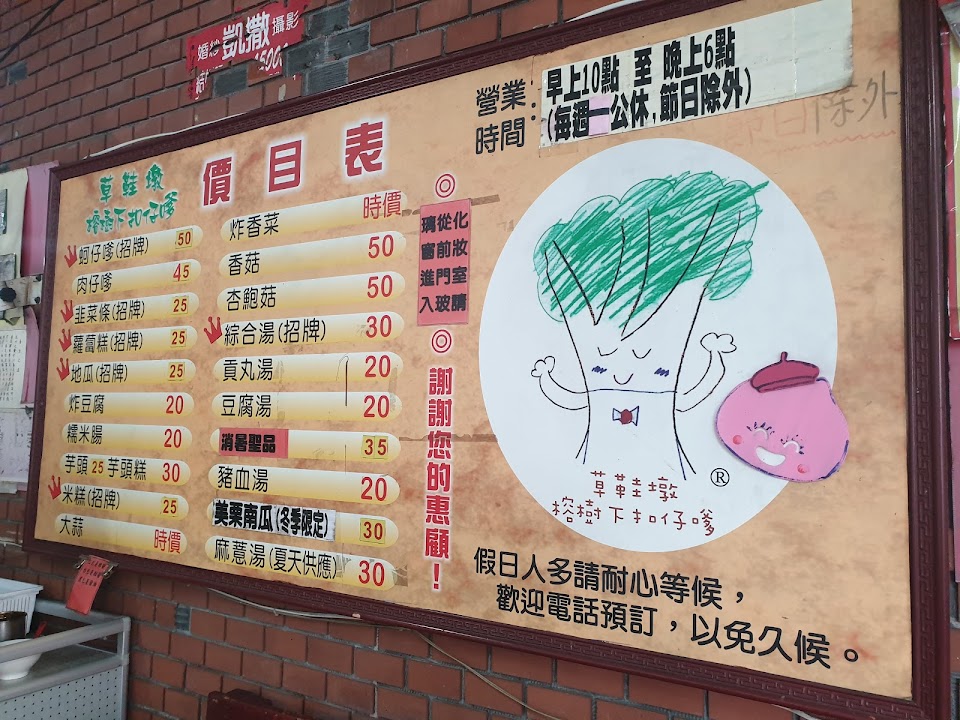 婚紗 凱撒 攝影
營業時間：
早上10點 至 晚上6點
(每週一公休,節日除外)
除外
草鞋墩
榕樹下扣仔嗲
價目表
蚵仔嗲(招牌) 50
肉仔嗲 45
韭菜條(招牌) 25
蘿蔔糕(招牌) 25
地瓜(招牌) 25
炸豆腐 20
糯米腸 20
芋頭 25 芋頭糕 30
米糕(招牌) 25
大蒜 時價
炸香菜 時價
香菇 50
杏鮑菇 50
綜合湯(招牌) 30
貢丸湯 20
豆腐湯 20
消暑聖品 35
豬血湯 20
美栗南瓜(冬季限定) 30
麻薏湯(夏天供應) 30
◎
璃從化
窗前妝
進門室
入玻請
◎
謝謝您的惠顧！
®
草鞋墩
榕樹下扣仔嗲
假日人多請耐心等候，
歡迎電話預訂，以免久候。